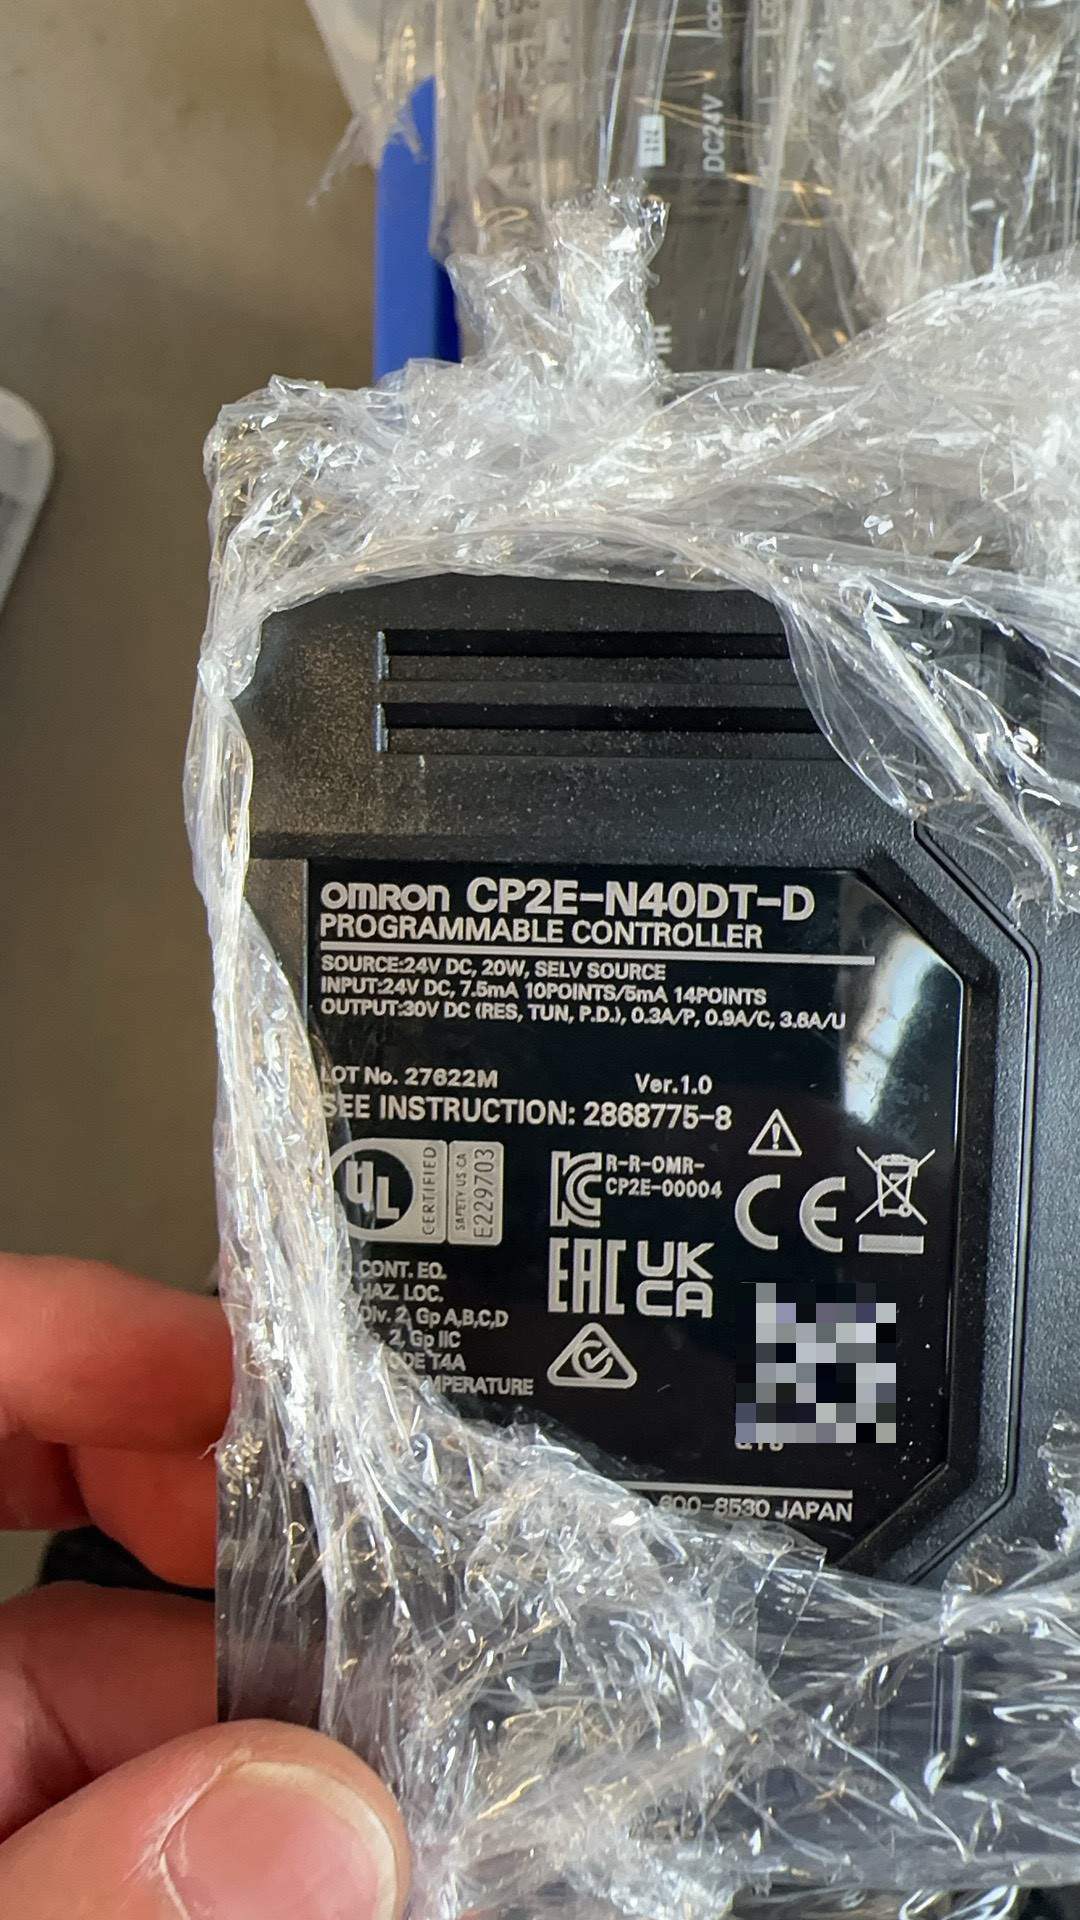 DC24V
omron CP2E-N40DT-D
PROGRAMMABLE CONTROLLER
SOURCE:24V DC, 20W, SELV SOURCE
INPUT:24V DC, 7.5mA 10POINTS/5mA 14POINTS
OUTPUT:30V DC (RES, TUN, P.D.), 0.3A/P, 0.9A/C, 3.6A/U
LOT No. 27622M Ver.1.0
SEE INSTRUCTION: 2868775-8
UL CERTIFIED SAFETY US-CA E229703
R-R-OMR-
CP2E-00004
CE
EAC UK CA
CONT. EQ.
HAZ. LOC.
Div. 2, Gp A,B,C,D
2, Gp IIC
T4A
600-8530 JAPAN